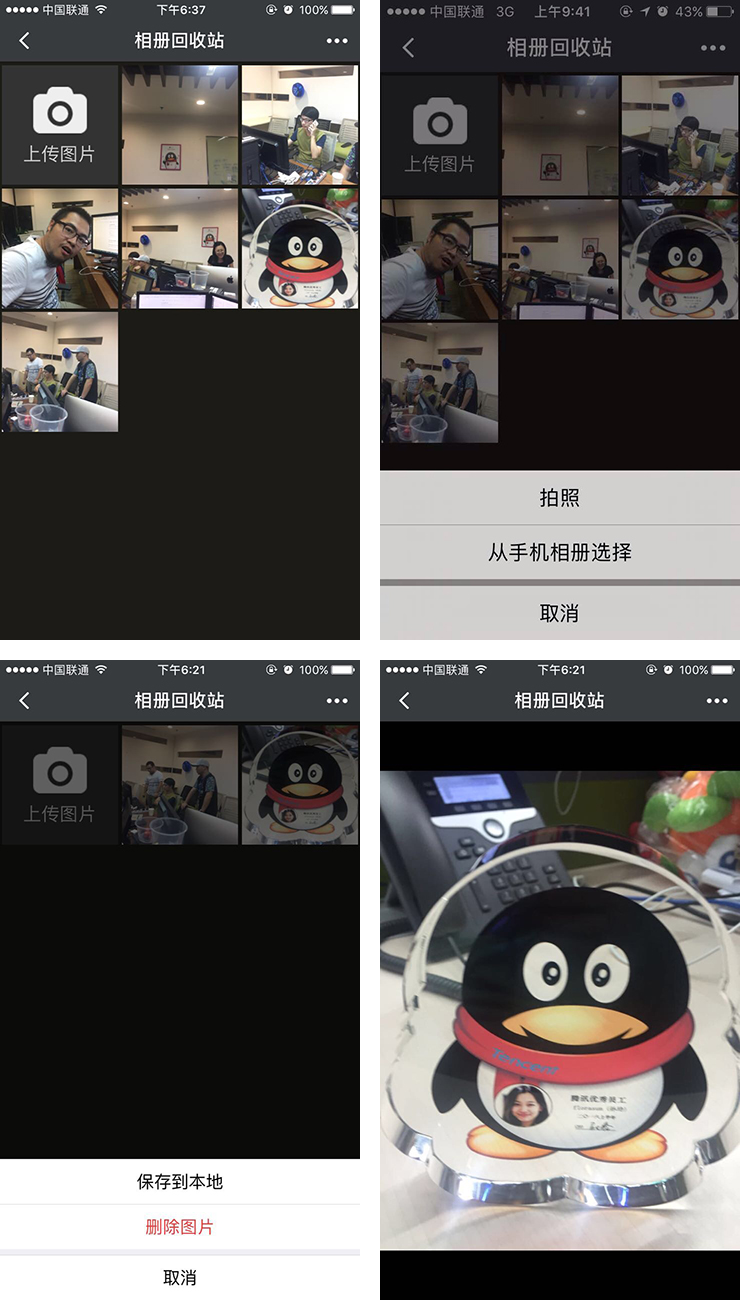 中国联通 下午6:37 100%
相册回收站
上传图片
中国联通 3G 上午9:41 43%
相册回收站
上传图片
拍照
从手机相册选择
取消
中国联通 下午6:21 100%
相册回收站
上传图片
保存到本地
删除图片
取消
中国联通 下午6:21 100%
相册回收站
Tencent
腾讯优秀员工